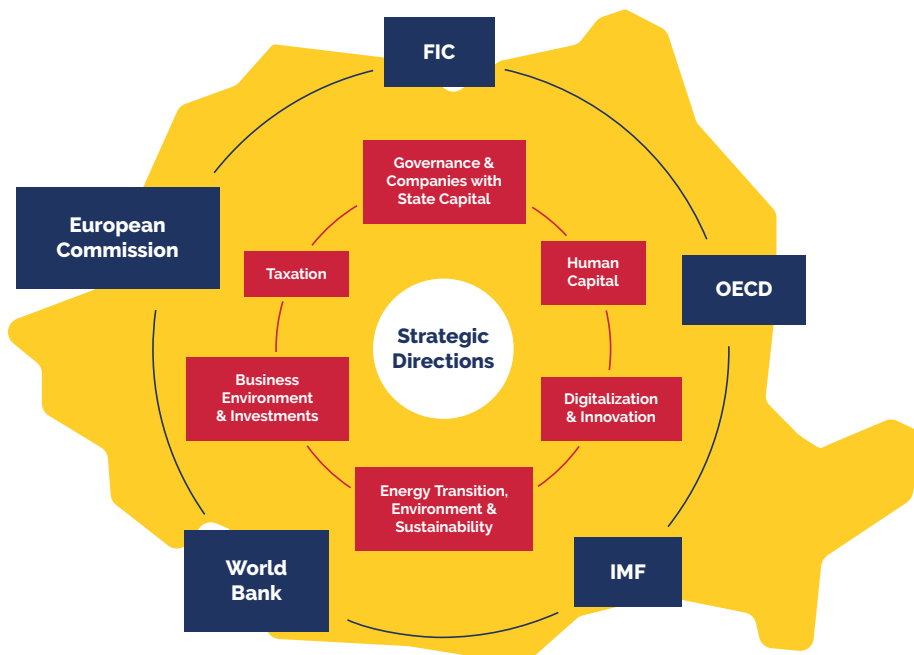 FIC
Governance &
Companies with
State Capital
European
Commission
Taxation
Human
Capital
OECD
Strategic
Directions
Business
Environment
& Investments
Digitalization
& Innovation
Energy Transition,
Environment &
Sustainability
World
Bank
IMF